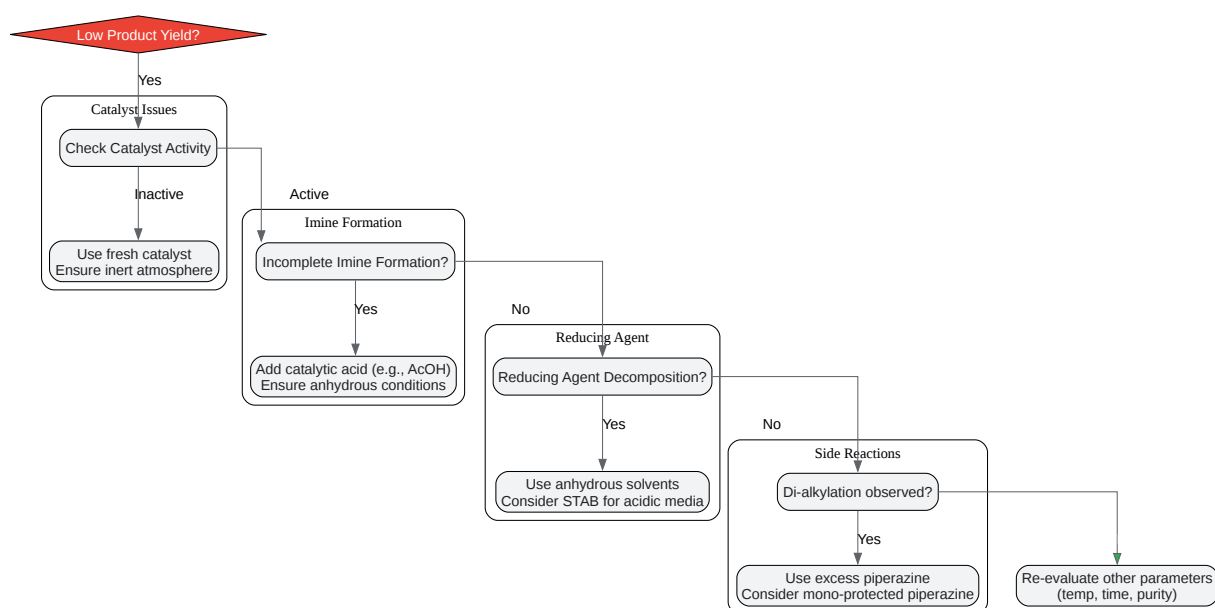 Low Product Yield?
Yes
Catalyst Issues
Check Catalyst Activity
Inactive
Active
Use fresh catalyst
Ensure inert atmosphere
Imine Formation
Incomplete Imine Formation?
Yes
No
Add catalytic acid (e.g., AcOH)
Ensure anhydrous conditions
Reducing Agent
Reducing Agent Decomposition?
Yes
No
Use anhydrous solvents
Consider STAB for acidic media
Side Reactions
Di-alkylation observed?
Yes
Use excess piperazine
Consider mono-protected piperazine
Re-evaluate other parameters
(temp, time, purity)